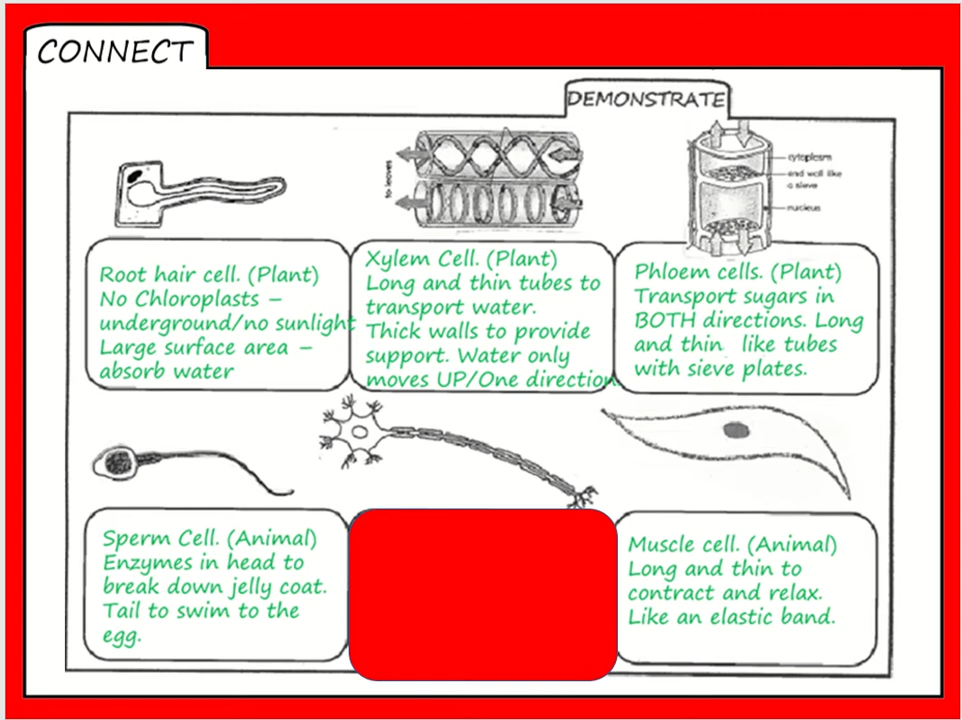 CONNECT
DEMONSTRATE
to leaves
cytoplasm
end wall like
a sieve
nucleus
Root hair cell. (Plant)
No Chloroplasts –
underground/no sunlight
Large surface area –
absorb water
Xylem Cell. (Plant)
Long and thin tubes to
transport water.
Thick walls to provide
support. Water only
moves UP/One direction.
Phloem cells. (Plant)
Transport sugars in
BOTH directions. Long
and thin like tubes
with sieve plates.
Sperm Cell. (Animal)
Enzymes in head to
break down jelly coat.
Tail to swim to the
egg.
Muscle cell. (Animal)
Long and thin to
contract and relax.
Like an elastic band.